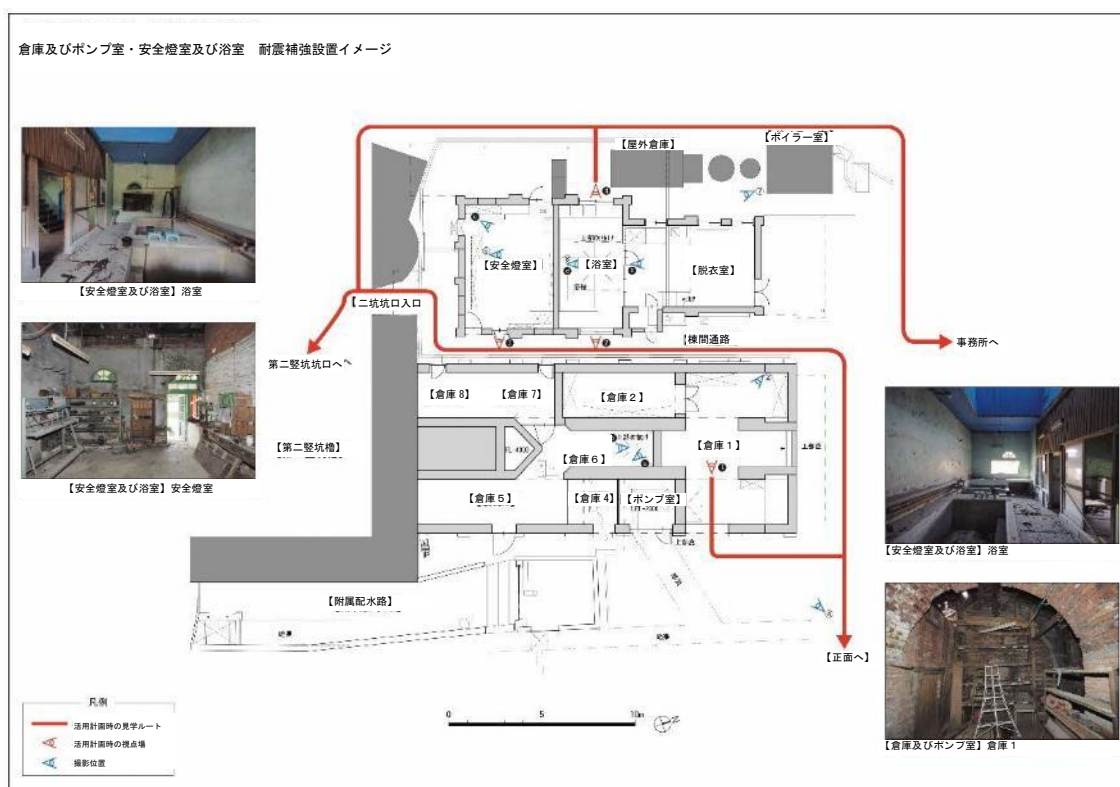 倉庫及びポンプ室・安全燈室及び浴室　耐震補強設置イメージ
【屋外倉庫】
【ボイラー室】
【安全燈室】
【浴室】
【脱衣室】
【安全燈室及び浴室】浴室
【二坑坑口入口
【棟間通路
事務所へ
第二竪坑坑口へ
【倉庫8】
【倉庫7】
【倉庫2】
【第二竪坑櫓】
【倉庫1】
【倉庫6】
【安全燈室及び浴室】安全燈室
【倉庫5】
【倉庫4】
【ポンプ室】
【安全燈室及び浴室】浴室
【附属配水路】
【正面へ】
凡例
活用計画時の見学ルート
活用計画時の視点場
撮影位置
0 5 10m
N
【倉庫及びポンプ室】倉庫1